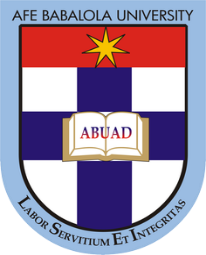 AFE BABALOLA UNIVERSITY
ABUAD
LABOR SERVITIUM ET INTEGRITAS